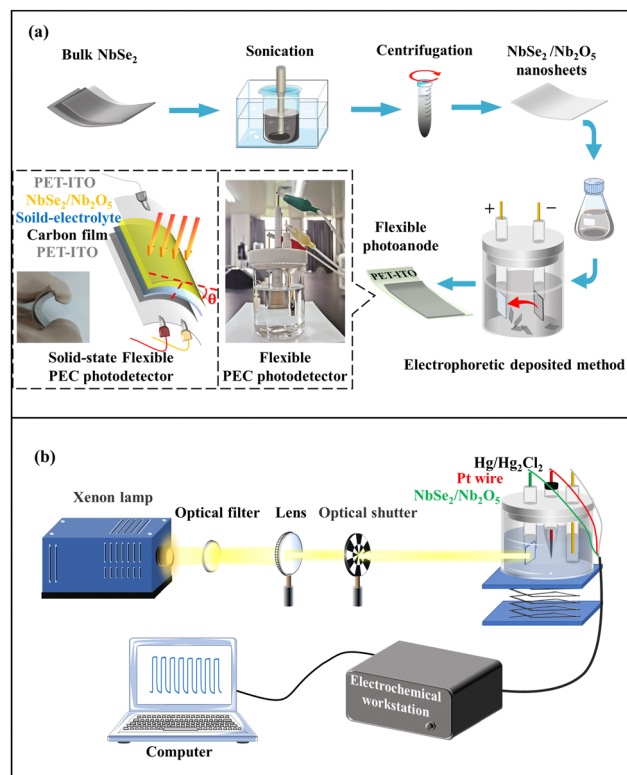 (a)
Bulk NbSe₂
Sonication
Centrifugation
NbSe₂ /Nb₂O₅
nanosheets
PET-ITO
NbSe₂/Nb₂O₅
Soild-electrolyte
Carbon film
PET-ITO
θ
Solid-state Flexible
PEC photodetector
Flexible
PEC photodetector
Flexible
photoanode
PET-ITO
+
−
Electrophoretic deposited method
(b)
Xenon lamp
Optical filter
Lens
Optical shutter
Hg/Hg₂Cl₂
Pt wire
NbSe₂/Nb₂O₅
Electrochemical
workstation
Computer